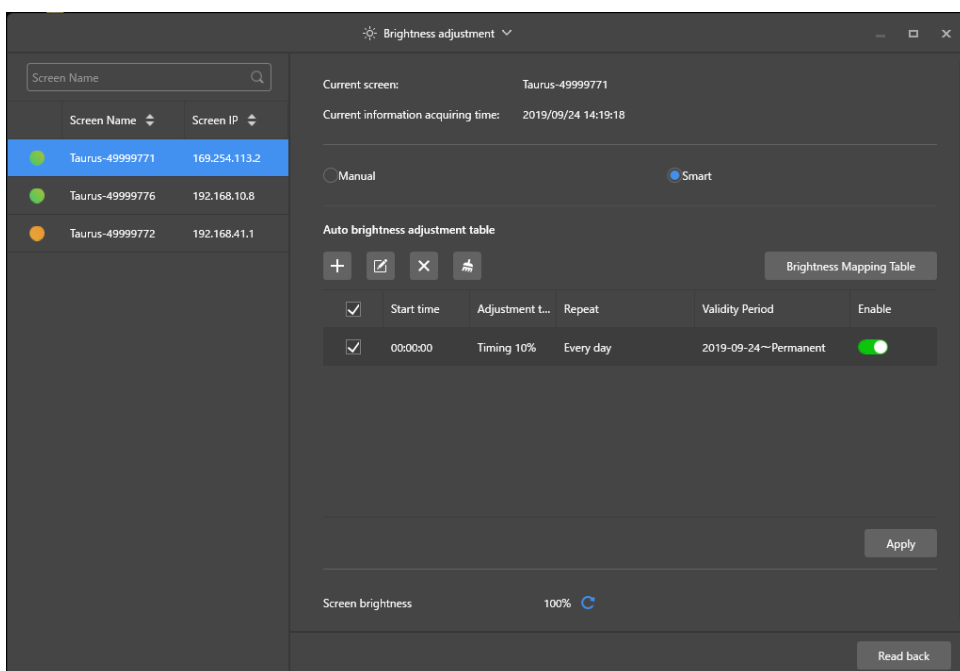 Brightness adjustment
Screen Name
Screen Name Screen IP
Taurus-49999771 169.254.113.2
Taurus-49999776 192.168.10.8
Taurus-49999772 192.168.41.1
Current screen: Taurus-49999771
Current information acquiring time: 2019/09/24 14:19:18
Manual Smart
Auto brightness adjustment table
Brightness Mapping Table
Start time Adjustment t... Repeat Validity Period Enable
00:00:00 Timing 10% Every day 2019-09-24~Permanent
Apply
Screen brightness 100%
Read back